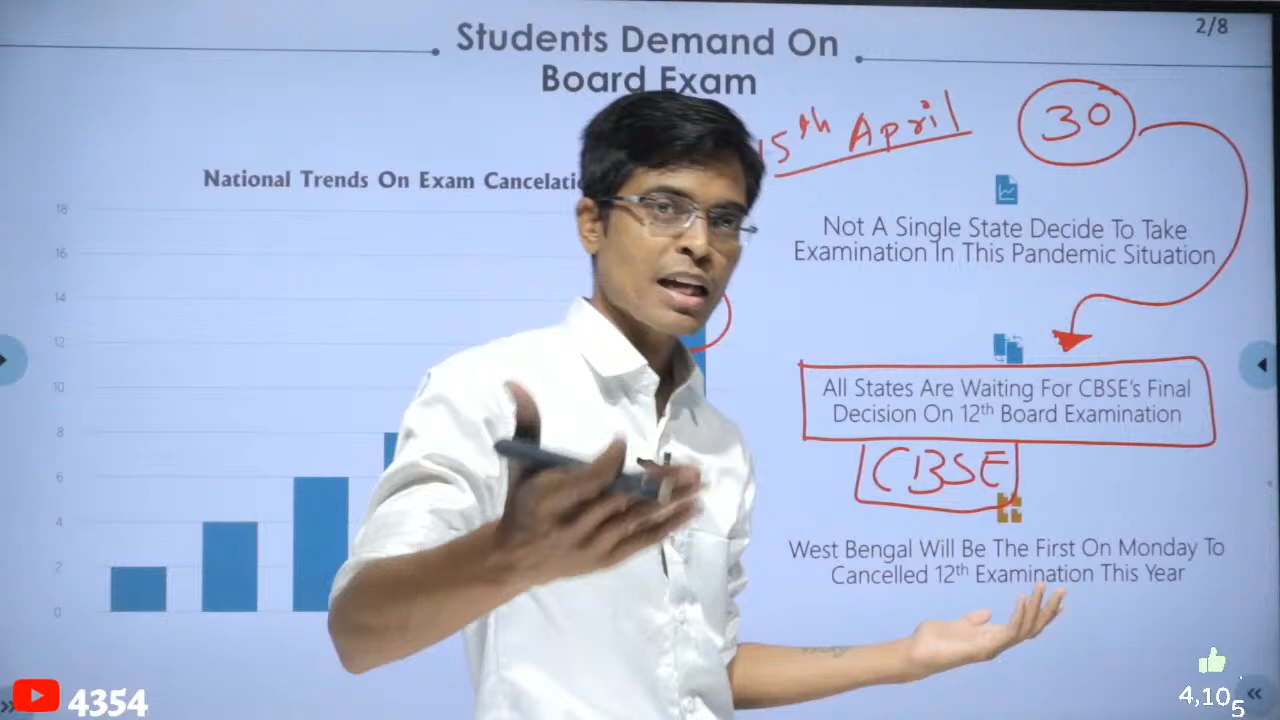 2/8
Students Demand On
Board Exam
15th April
30
National Trends On Exam
18
16
14
12
10
8
6
4
2
0
Not A Single State Decide To Take
Examination In This Pandemic Situation
All States Are Waiting For CBSE's Final
Decision On 12th Board Examination
CBSE
West Bengal Will Be The First On Monday To
Cancelled 12th Examination This Year
4354
4,105